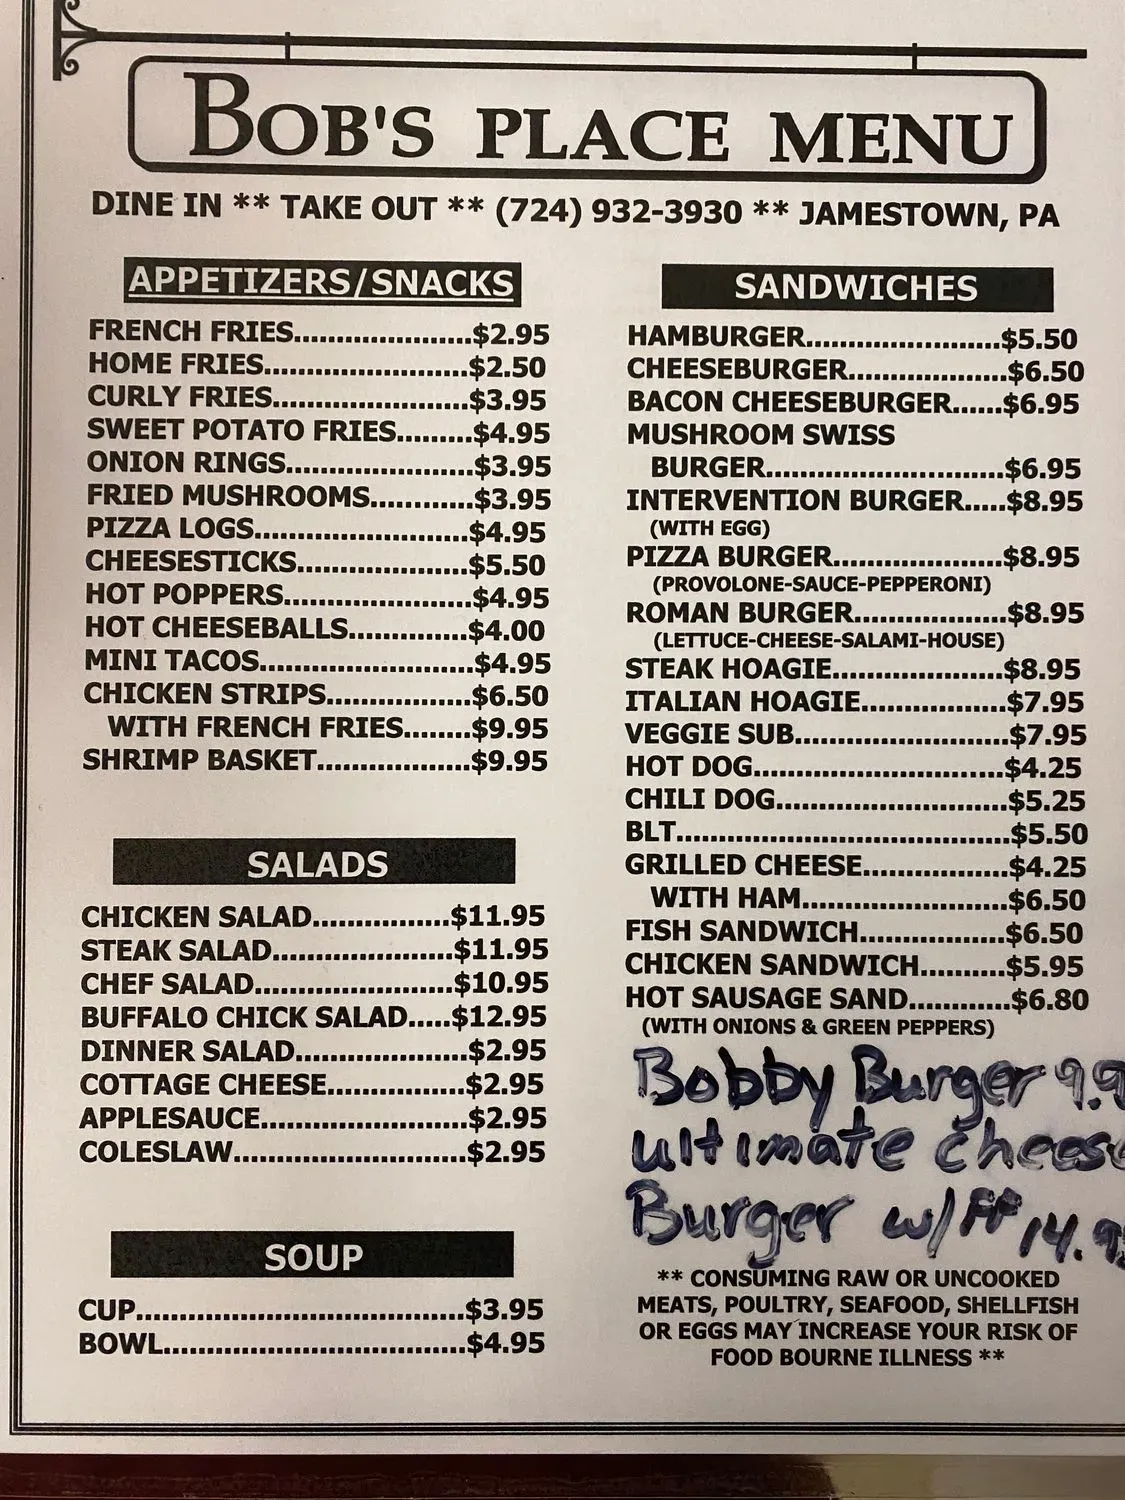 BOB'S PLACE MENU
DINE IN ** TAKE OUT ** (724) 932-3930 ** JAMESTOWN, PA
APPETIZERS/SNACKS
FRENCH FRIES.....................$2.95
HOME FRIES........................$2.50
CURLY FRIES.......................$3.95
SWEET POTATO FRIES.........$4.95
ONION RINGS......................$3.95
FRIED MUSHROOMS............$3.95
PIZZA LOGS.........................$4.95
CHEESESTICKS....................$5.50
HOT POPPERS......................$4.95
HOT CHEESEBALLS..............$4.00
MINI TACOS.........................$4.95
CHICKEN STRIPS.................$6.50
WITH FRENCH FRIES........$9.95
SHRIMP BASKET..................$9.95
SALADS
CHICKEN SALAD................$11.95
STEAK SALAD.....................$11.95
CHEF SALAD.......................$10.95
BUFFALO CHICK SALAD.....$12.95
DINNER SALAD....................$2.95
COTTAGE CHEESE................$2.95
APPLESAUCE........................$2.95
COLESLAW...........................$2.95
SOUP
CUP.......................................$3.95
BOWL....................................$4.95
SANDWICHES
HAMBURGER.......................$5.50
CHEESEBURGER...................$6.50
BACON CHEESEBURGER......$6.95
MUSHROOM SWISS
BURGER............................$6.95
INTERVENTION BURGER.....$8.95
(WITH EGG)
PIZZA BURGER....................$8.95
(PROVOLONE-SAUCE-PEPPERONI)
ROMAN BURGER..................$8.95
(LETTUCE-CHEESE-SALAMI-HOUSE)
STEAK HOAGIE....................$8.95
ITALIAN HOAGIE.................$7.95
VEGGIE SUB.........................$7.95
HOT DOG..............................$4.25
CHILI DOG...........................$5.25
BLT.......................................$5.50
GRILLED CHEESE.................$4.25
WITH HAM........................$6.50
FISH SANDWICH.................$6.50
CHICKEN SANDWICH..........$5.95
HOT SAUSAGE SAND............$6.80
(WITH ONIONS & GREEN PEPPERS)
Bobby Burger 9.9
ultimate cheese
Burger w/FF 14.9
** CONSUMING RAW OR UNCOOKED
MEATS, POULTRY, SEAFOOD, SHELLFISH
OR EGGS MAY INCREASE YOUR RISK OF
FOOD BOURNE ILLNESS **